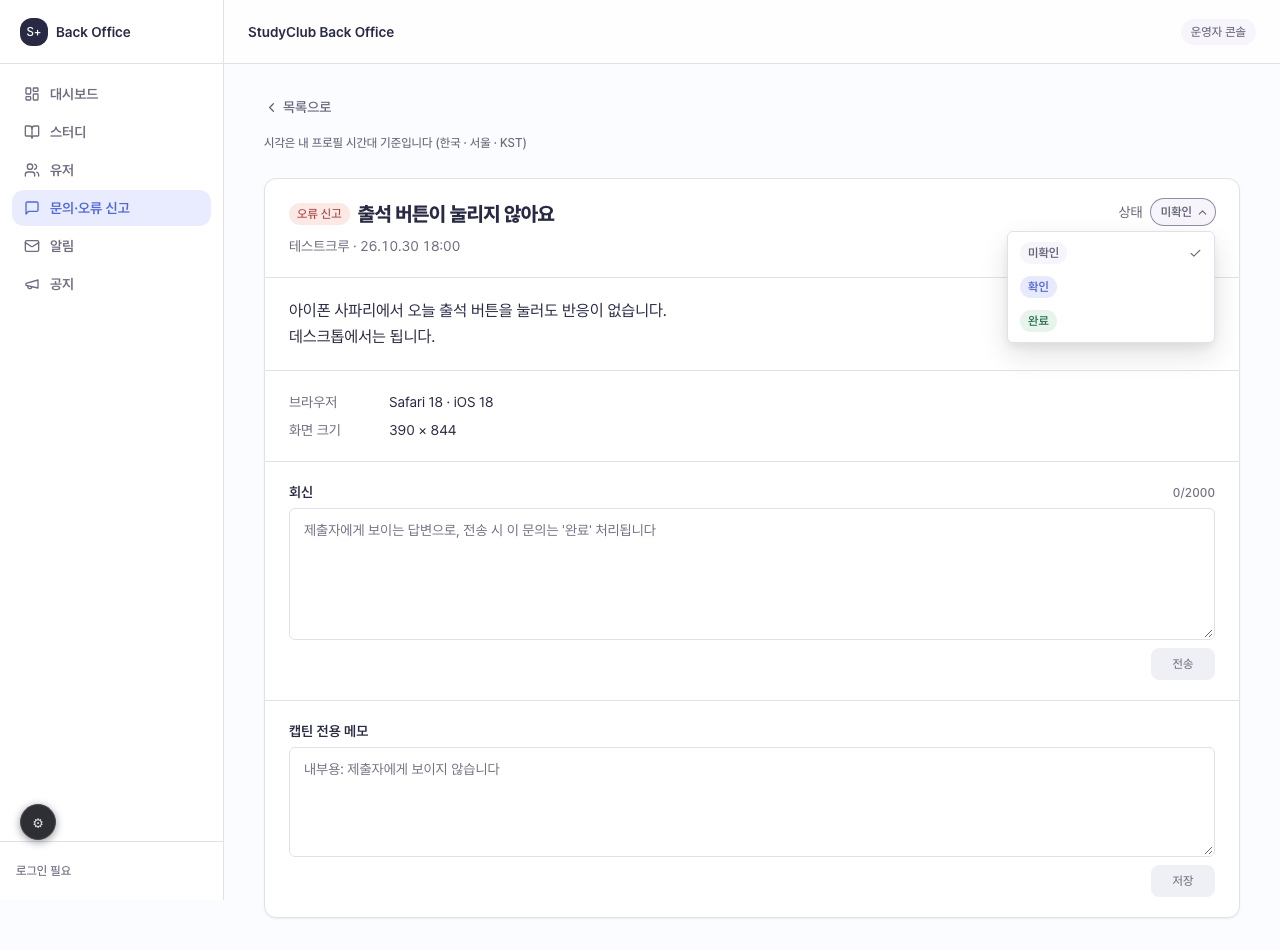 S+ Back Office
StudyClub Back Office
운영자 콘솔
대시보드
스터디
유저
문의·오류 신고
알림
공지
로그인 필요
목록으로
시각은 내 프로필 시간대 기준입니다 (한국 · 서울 · KST)
오류 신고 출석 버튼이 눌리지 않아요
상태 미확인
테스트크루 · 26.10.30 18:00
미확인
확인
완료
아이폰 사파리에서 오늘 출석 버튼을 눌러도 반응이 없습니다.
데스크톱에서는 됩니다.
브라우저 Safari 18 · iOS 18
화면 크기 390 × 844
회신 0/2000
제출자에게 보이는 답변으로, 전송 시 이 문의는 '완료' 처리됩니다
전송
캡틴 전용 메모
내부용: 제출자에게 보이지 않습니다
저장